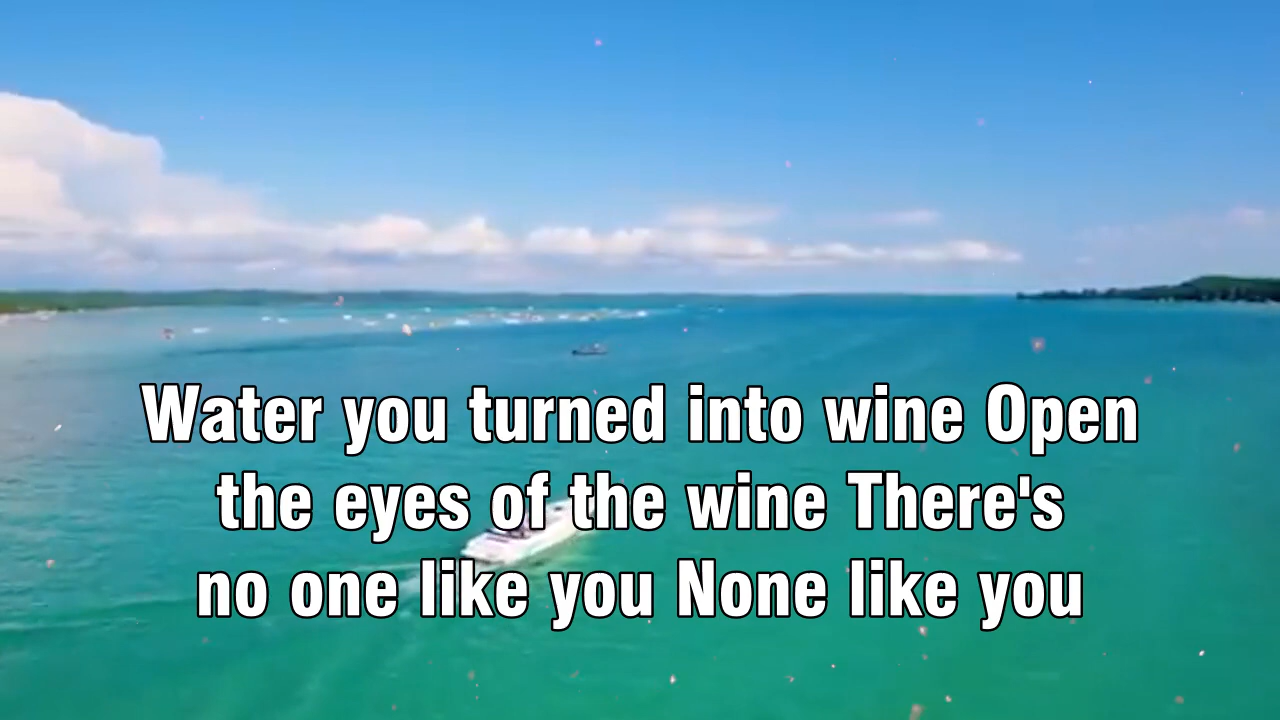 Water you turned into wine Open
the eyes of the wine There's
no one like you None like you